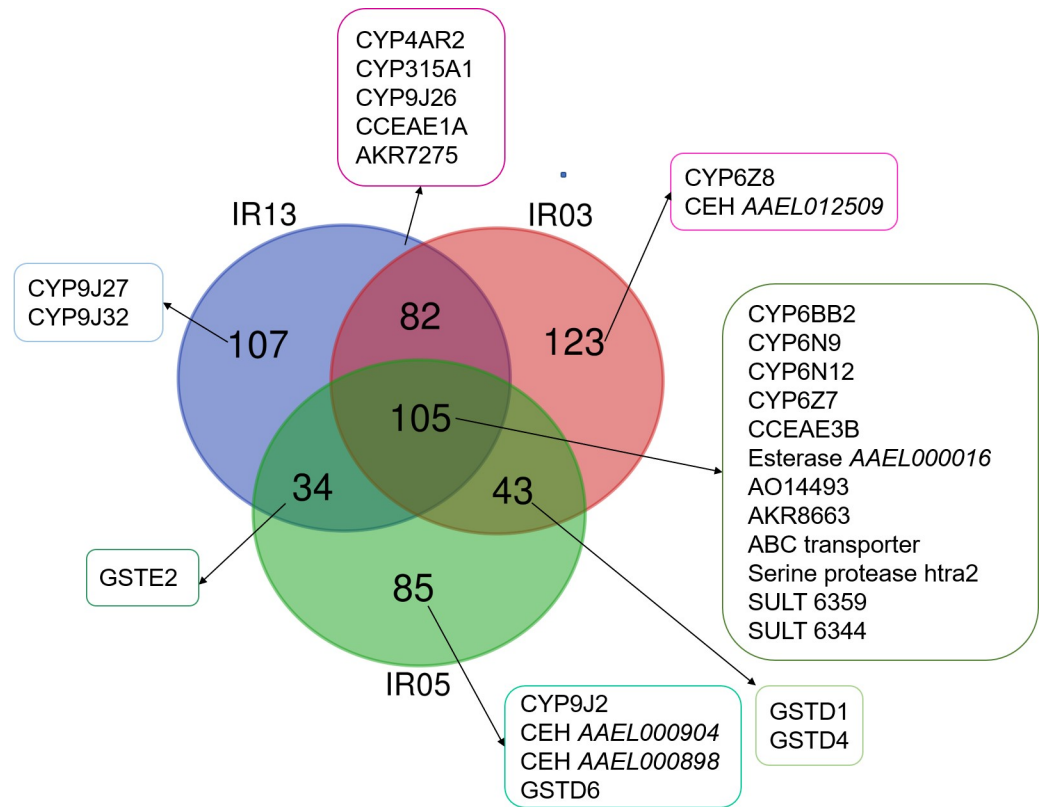 CYP4AR2
CYP315A1
CYP9J26
CCEAE1A
AKR7275
CYP6Z8
CEH AAEL012509
IR13
IR03
CYP9J27
CYP9J32
107
82
123
105
34
43
85
CYP6BB2
CYP6N9
CYP6N12
CYP6Z7
CCEAE3B
Esterase AAEL000016
AO14493
AKR8663
ABC transporter
Serine protease htra2
SULT 6359
SULT 6344
GSTE2
IR05
CYP9J2
CEH AAEL000904
CEH AAEL000898
GSTD6
GSTD1
GSTD4